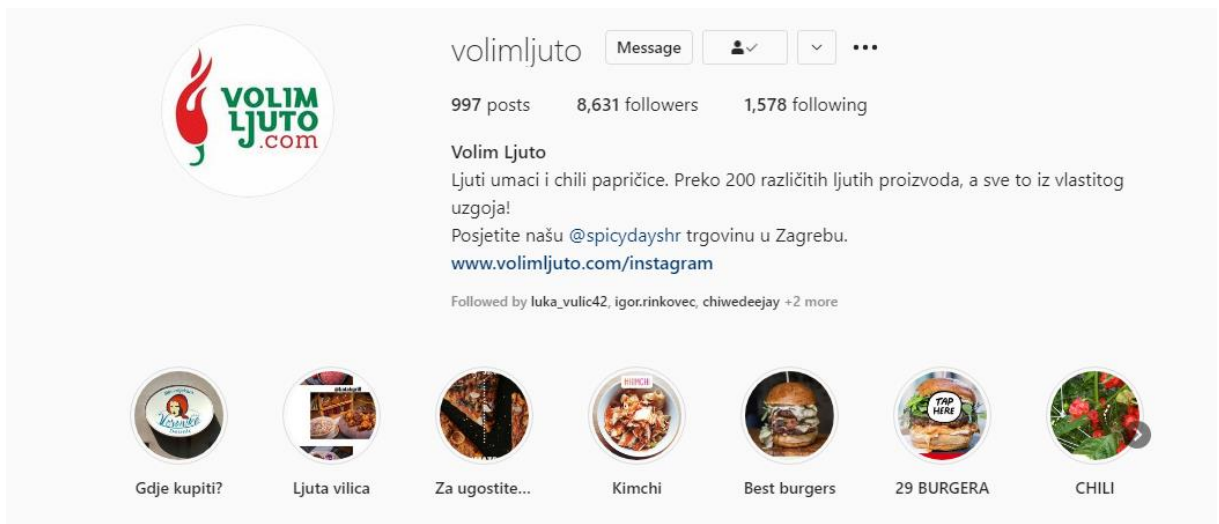 VOLIM
LJUTO
.com
volimljuto Message
997 posts 8,631 followers 1,578 following
Volim Ljuto
Ljuti umaci i chili papričice. Preko 200 različitih ljutih proizvoda, a sve to iz vlastitog
uzgoja!
Posjetite našu @spicydayshr trgovinu u Zagrebu.
www.volimljuto.com/instagram
Followed by luka_vulic42, igor.rinkovec, chiwedeejay +2 more
KIMCHI
TAP
HERE
Gdje kupiti? Ljuta vilica Za ugostite... Kimchi Best burgers 29 BURGERA CHILI